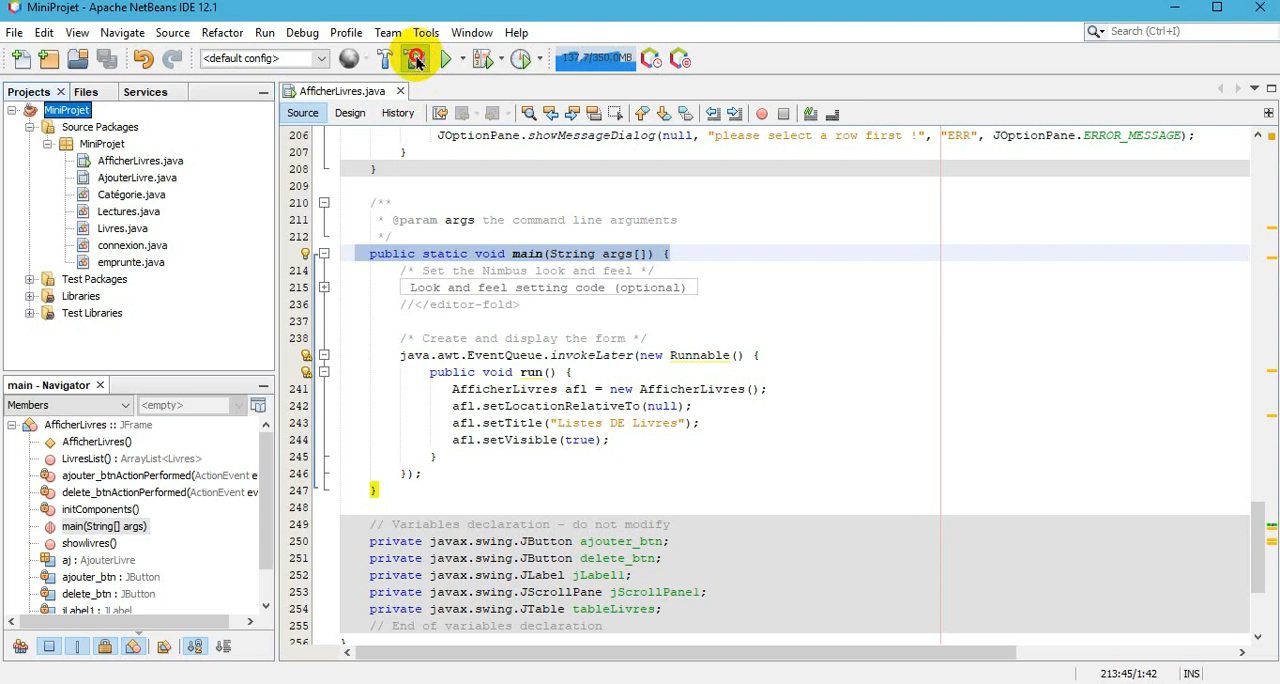 MiniProjet - Apache NetBeans IDE 12.1
File Edit View Navigate Source Refactor Run Debug Profile Team Tools Window Help
Search (Ctrl+I)
<default config>
137,7/350,0MB
Projects Files Services
AfficherLivres.java
Source Design History
MiniProjet
Source Packages
MiniProjet
AfficherLivres.java
AjouterLivre.java
Catégorie.java
Lectures.java
Livres.java
connexion.java
emprunte.java
Test Packages
Libraries
Test Libraries
206 JOptionPane.showMessageDialog(null, "please select a row first !", "ERR", JOptionPane.ERROR_MESSAGE);
207 }
208 }
209
210 /**
211 * @param args the command line arguments
212 */
public static void main(String args[]) {
214 /* Set the Nimbus look and feel */
215 Look and feel setting code (optional)
236 //</editor-fold>
237
238 /* Create and display the form */
java.awt.EventQueue.invokeLater(new Runnable() {
public void run() {
241 AfficherLivres afl = new AfficherLivres();
242 afl.setLocationRelativeTo(null);
243 afl.setTitle("Listes DE Livres");
244 afl.setVisible(true);
245 }
246 });
247 }
248
249 // Variables declaration - do not modify
250 private javax.swing.JButton ajouter_btn;
251 private javax.swing.JButton delete_btn;
252 private javax.swing.JLabel jLabel1;
253 private javax.swing.JScrollPane jScrollPane1;
254 private javax.swing.JTable tableLivres;
255 // End of variables declaration
256 }
main - Navigator
Members <empty>
AfficherLivres :: JFrame
AfficherLivres()
LivresList() : ArrayList<Livres>
ajouter_btnActionPerformed(ActionEvent e
delete_btnActionPerformed(ActionEvent ev
initComponents()
main(String[] args)
showlivres()
aj : AjouterLivre
ajouter_btn : JButton
delete_btn : JButton
jLabel1 : JLabel
213:45/1:42 INS